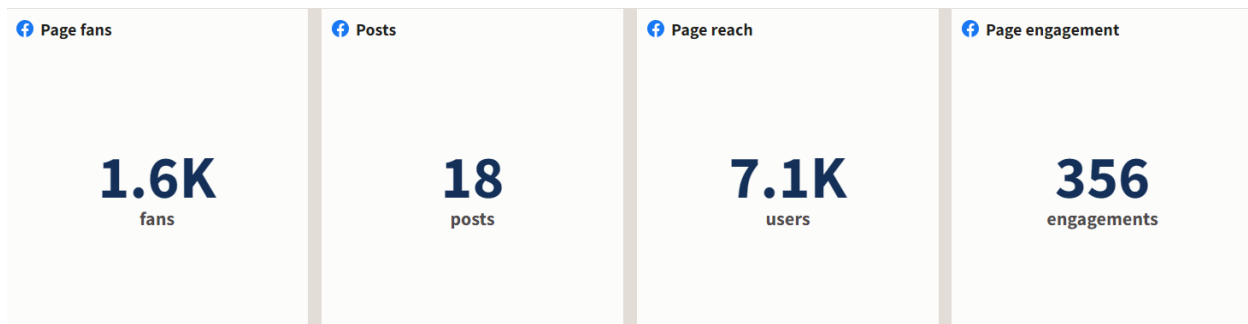 Page fans
1.6K
fans
Posts
18
posts
Page reach
7.1K
users
Page engagement
356
engagements